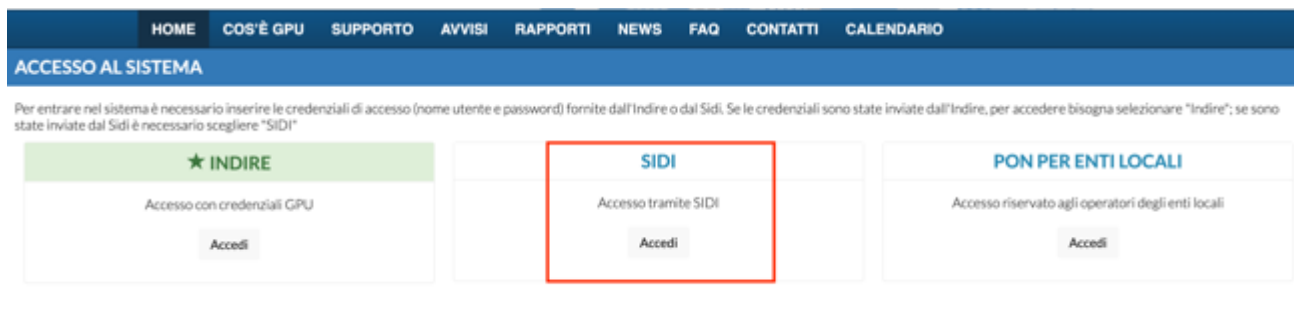 HOME COS'È GPU SUPPORTO AVVISI RAPPORTI NEWS FAQ CONTATTI CALENDARIO
ACCESSO AL SISTEMA
Per entrare nel sistema è necessario inserire le credenziali di accesso (nome utente e password) fornite dall'Indire o dal Sidi. Se le credenziali sono state inviate dall'Indire, per accedere bisogna selezionare "Indire"; se sono
state inviate dal Sidi è necessario scegliere "SIDI"
★ INDIRE
Accesso con credenziali GPU
Accedi
SIDI
Accesso tramite SIDI
Accedi
PON PER ENTI LOCALI
Accesso riservato agli operatori degli enti locali
Accedi